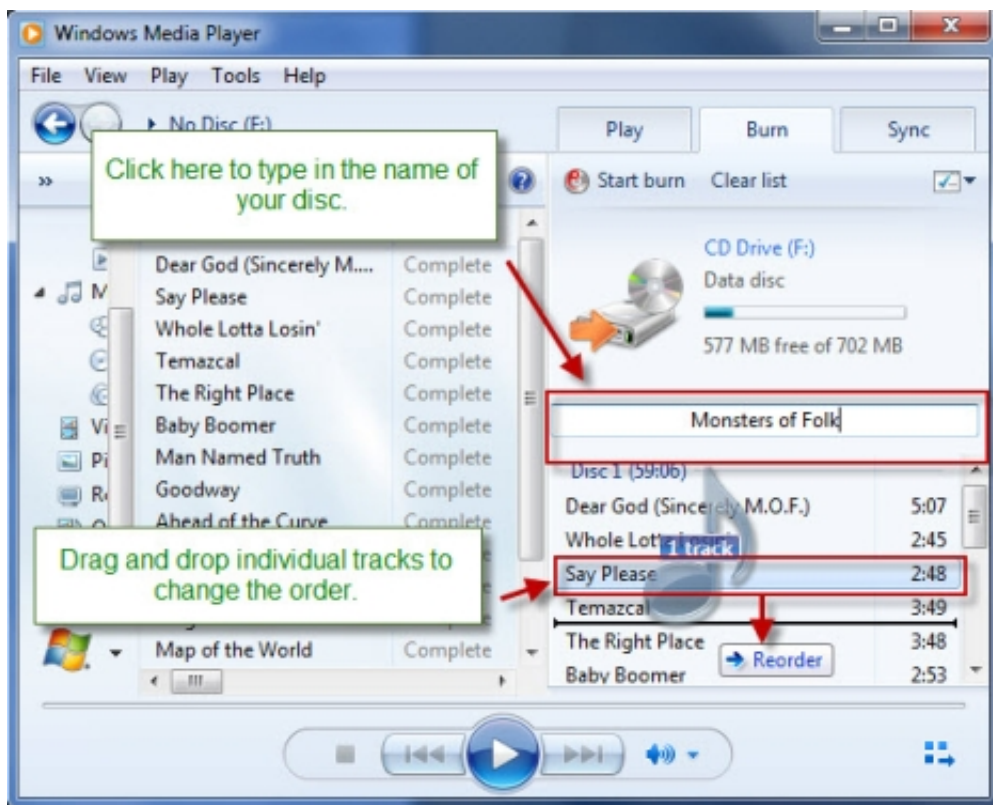 Windows Media Player
File View Play Tools Help
No Disc (F:)
Play Burn Sync
Click here to type in the name of
your disc.
»
Start burn Clear list
CD Drive (F:)
Data disc
577 MB free of 702 MB
Dear God (Sincerely M.... Complete
Say Please Complete
Whole Lotta Losin' Complete
Temazcal Complete
The Right Place Complete
Baby Boomer Complete
Man Named Truth Complete
Goodway Complete
Ahead of the Curve Complete
Map of the World Complete
M
Vi
Pi
Drag and drop individual tracks to
change the order.
Monsters of Folk
Disc 1 (59:06)
Dear God (Sincerely M.O.F.) 5:07
Whole Lotta Losin' 2:45
1 track
Say Please 2:48
Temazcal 3:49
The Right Place 3:48
Reorder
Baby Boomer 2:53